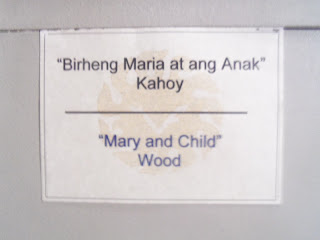 “Birheng Maria at ang Anak”
Kahoy
“Mary and Child”
Wood